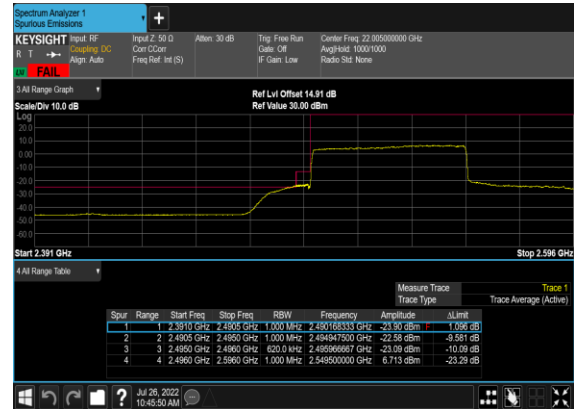 Spectrum Analyzer 1
Spurious Emissions
+
KEYSIGHT Input: RF Input Z: 50 Ω Atten: 30 dB Trig: Free Run Center Freq: 22.005000000 GHz
R T Coupling: DC Corr CCorr Gate: Off Avg|Hold: 1000/1000
Align: Auto Freq Ref: Int (S) IF Gain: Low Radio Std: None
LXI FAIL
3 All Range Graph
Ref Lvl Offset 14.91 dB
Scale/Div 10.0 dB Ref Value 30.00 dBm
Log
20.0
10.0
0.00
-10.0
-20.0
-30.0
-40.0
-50.0
-60.0
Start 2.391 GHz Stop 2.596 GHz
4 All Range Table
Measure Trace Trace 1
Trace Type Trace Average (Active)
Spur Range Start Freq Stop Freq RBW Frequency Amplitude ΔLimit
1 1 2.3910 GHz 2.4905 GHz 1.000 MHz 2.490168333 GHz -23.90 dBm F 1.096 dB
2 2 2.4905 GHz 2.4950 GHz 1.000 MHz 2.494947500 GHz -22.58 dBm -9.581 dB
3 3 2.4950 GHz 2.4960 GHz 620.0 kHz 2.495966667 GHz -23.09 dBm -10.09 dB
4 4 2.4960 GHz 2.5960 GHz 1.000 MHz 2.549500000 GHz 6.713 dBm -23.29 dB
? Jul 26, 2022
10:45:50 AM